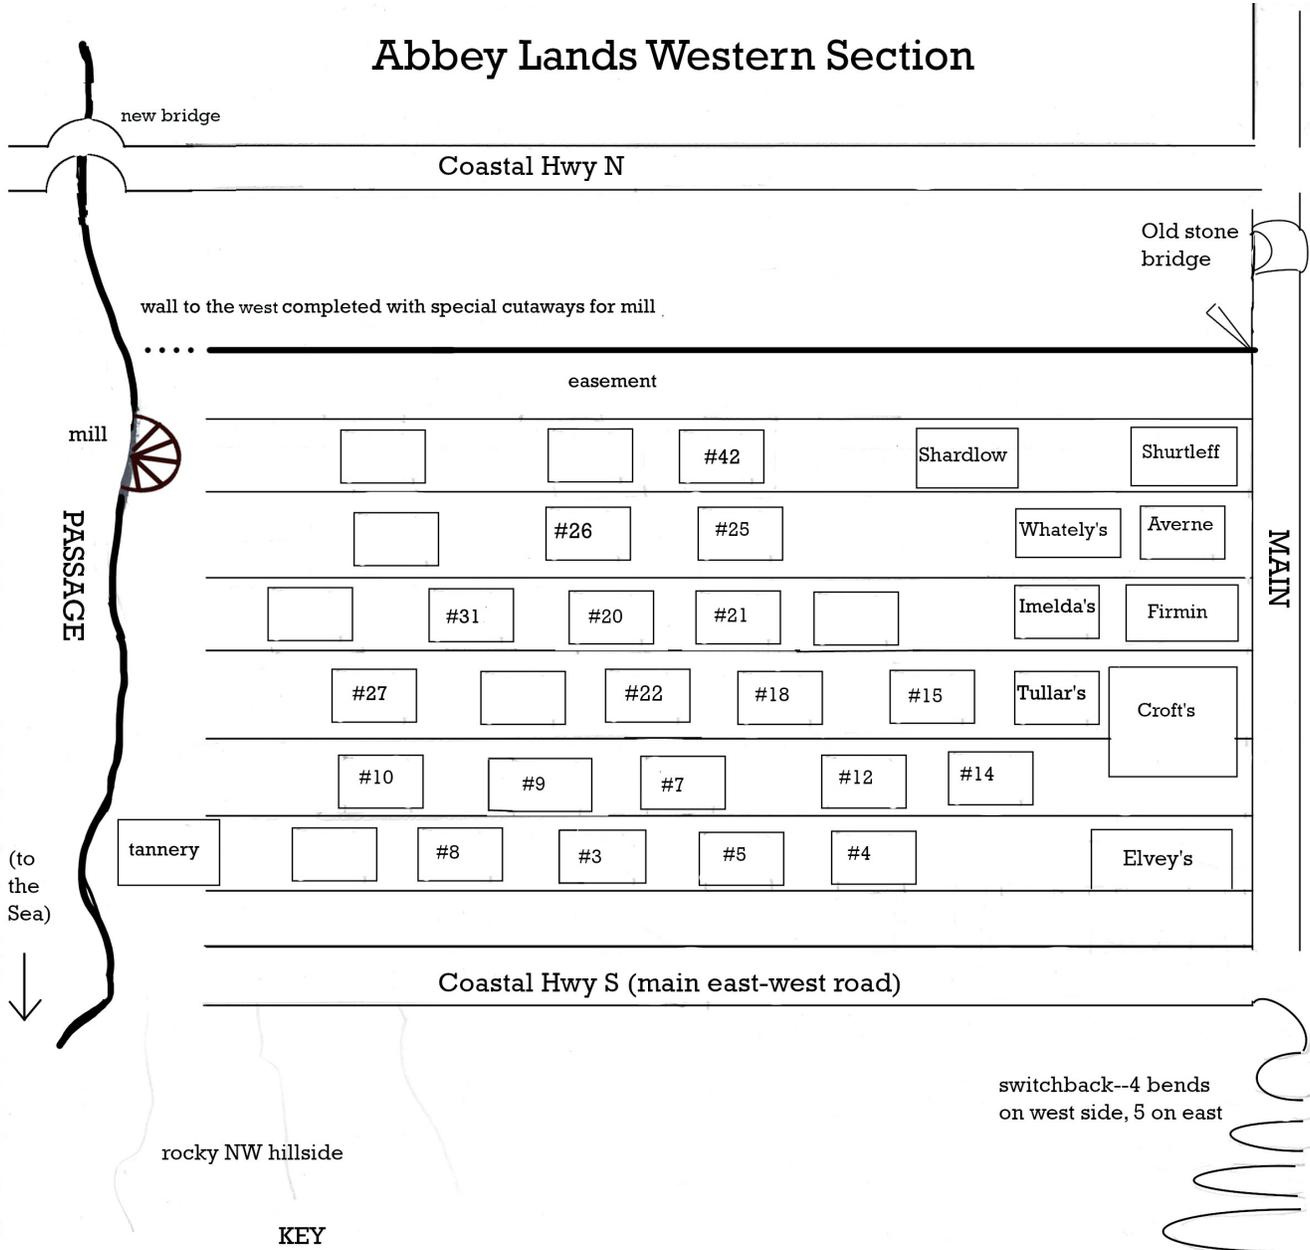 Abbey Lands Western Section
new bridge
Coastal Hwy N
Old stone
bridge
wall to the west completed with special cutaways for mill
easement
mill
#42
Shardlow
Shurtleff
#26
#25
Whately's
Averne
PASSAGE
MAIN
#31
#20
#21
Imelda's
Firmin
#27
#22
#18
#15
Tullar's
Croft's
#10
#9
#7
#12
#14
tannery
#8
#3
#5
#4
Elvey's
(to
the
Sea)
Coastal Hwy S (main east-west road)
switchback--4 bends
on west side, 5 on east
rocky NW hillside
KEY